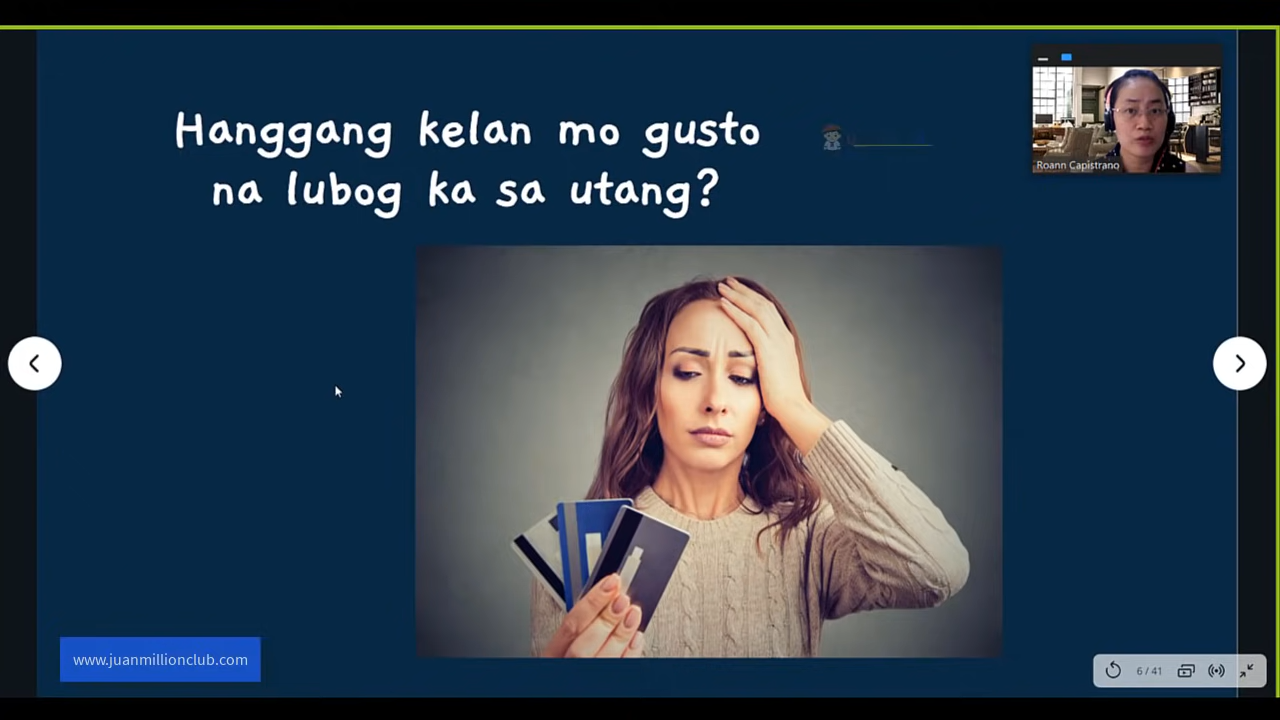 Hanggang kelan mo gusto
na lubog ka sa utang?
Roann Capistrano
www.juanmillionclub.com
6 / 41